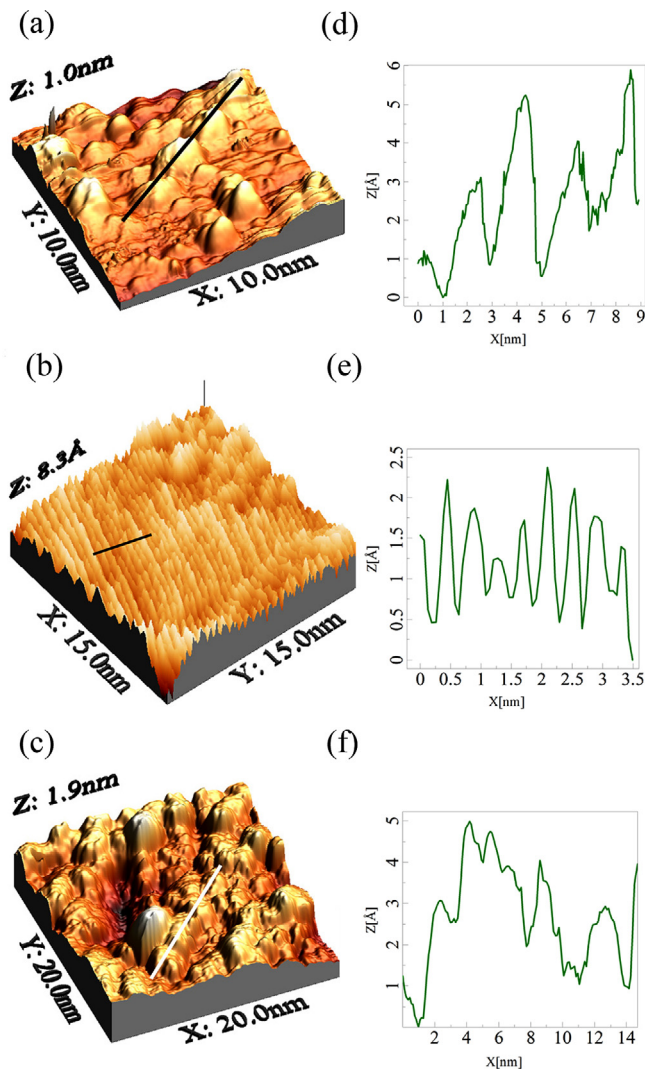 (a)
Z: 1.0nm
Y: 10.0nm
X: 10.0nm
(d)
6
5
4
3
2
1
0
Z[Å]
0 1 2 3 4 5 6 7 8 9
X[nm]
(b)
Z: 8.3Å
X: 15.0nm
Y: 15.0nm
(e)
2.5
2
1.5
1
0.5
0
Z[Å]
0 0.5 1 1.5 2 2.5 3 3.5
X[nm]
(c)
Z: 1.9nm
Y: 20.0nm
X: 20.0nm
(f)
5
4
3
2
1
Z[Å]
2 4 6 8 10 12 14
X[nm]